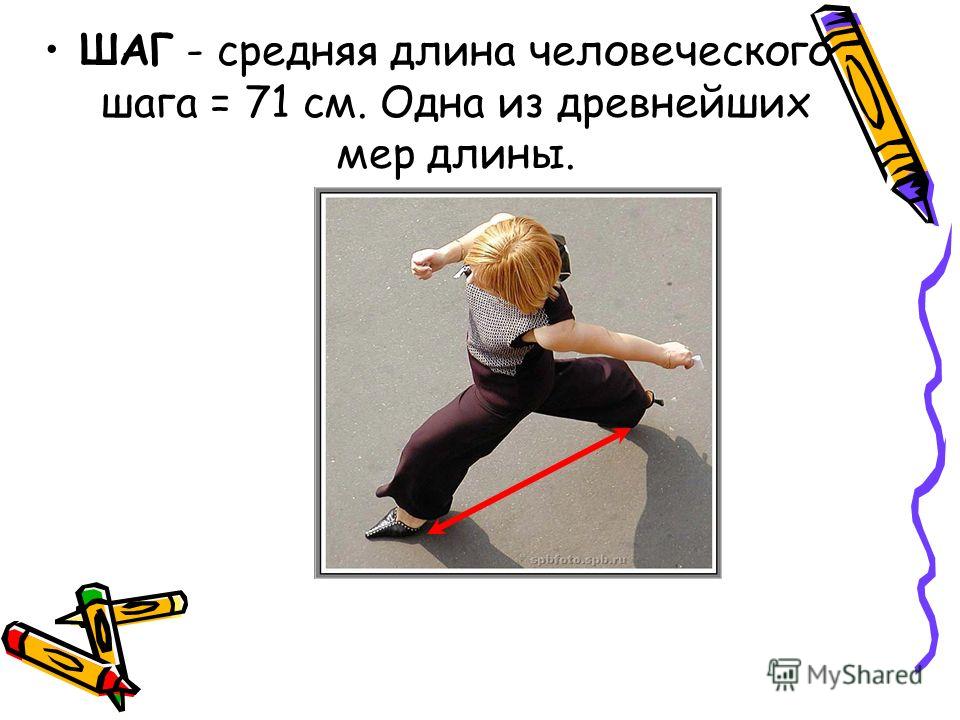 • ШАГ - средняя длина человеческого
шага = 71 см. Одна из древнейших
мер длины.
spbfoto.spb.ru
MyShared